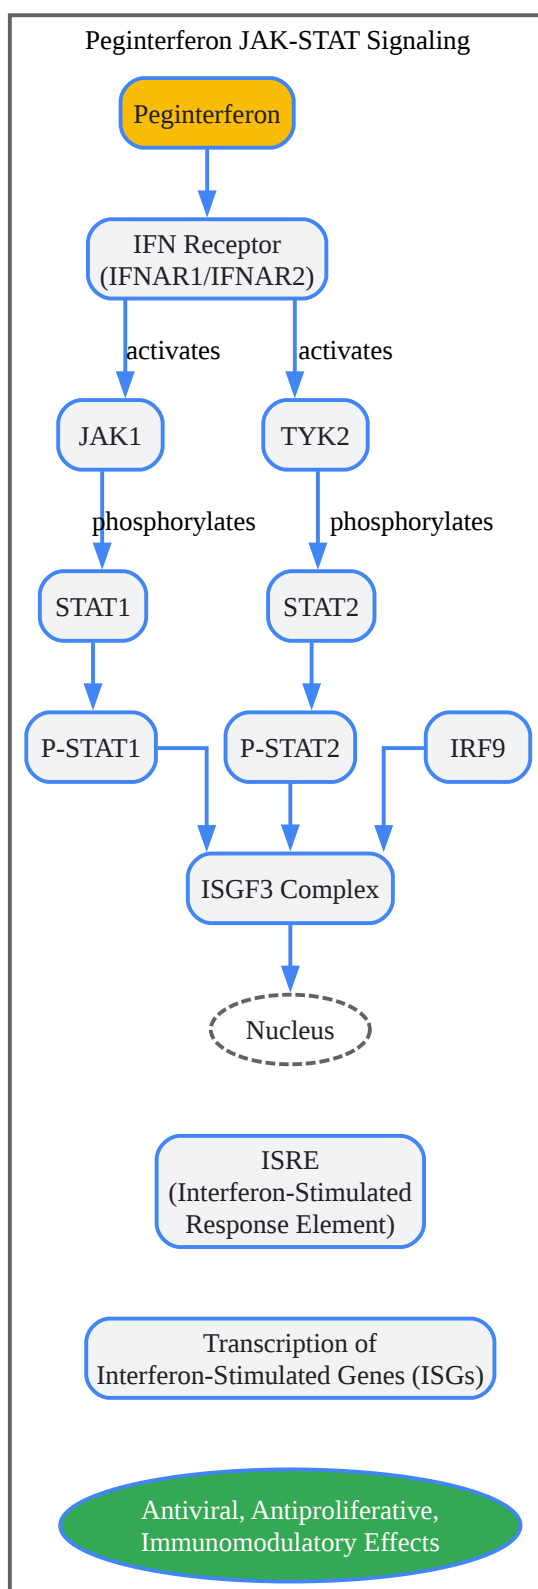 Peginterferon JAK-STAT Signaling
Peginterferon
IFN Receptor
(IFNAR1/IFNAR2)
activates
activates
JAK1
TYK2
phosphorylates
phosphorylates
STAT1
STAT2
P-STAT1
P-STAT2
IRF9
ISGF3 Complex
Nucleus
ISRE
(Interferon-Stimulated
Response Element)
Transcription of
Interferon-Stimulated Genes (ISGs)
Antiviral, Antiproliferative,
Immunomodulatory Effects